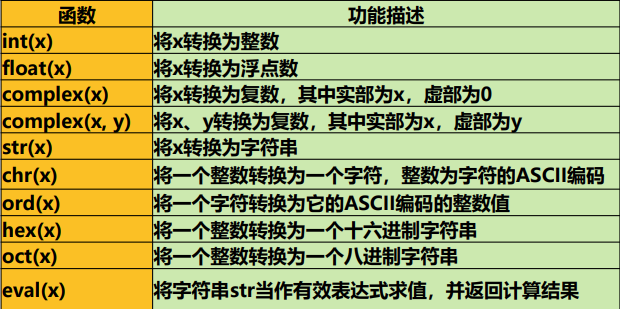 函数 功能描述
int(x) 将x转换为整数
float(x) 将x转换为浮点数
complex(x) 将x转换为复数，其中实部为x，虚部为0
complex(x, y) 将x、y转换为复数，其中实部为x，虚部为y
str(x) 将x转换为字符串
chr(x) 将一个整数转换为一个字符，整数为字符的ASCII编码
ord(x) 将一个字符转换为它的ASCII编码的整数值
hex(x) 将一个整数转换为一个十六进制字符串
oct(x) 将一个整数转换为一个八进制字符串
eval(x) 将字符串str当作有效表达式求值，并返回计算结果